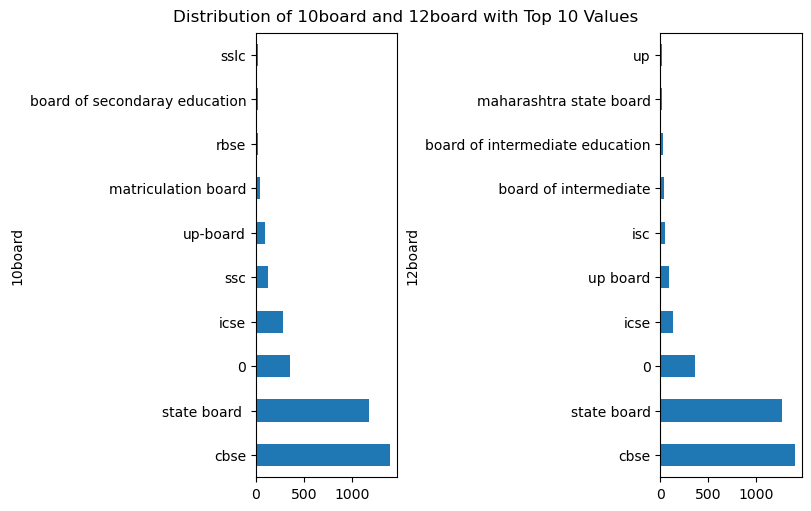 Distribution of 10board and 12board with Top 10 Values
10board
sslc
board of secondaray education
rbse
matriculation board
up-board
ssc
icse
0
state board
cbse
0 500 1000
12board
up
maharashtra state board
board of intermediate education
board of intermediate
isc
up board
icse
0
state board
cbse
0 500 1000